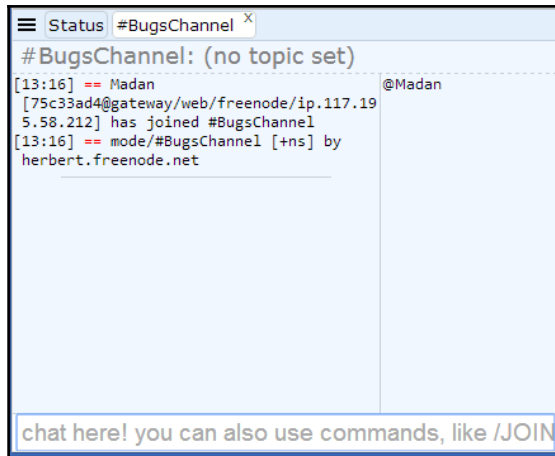 Status #BugsChannel X
#BugsChannel: (no topic set)
[13:16] == Madan
[75c33ad4@gateway/web/freenode/ip.117.19
5.58.212] has joined #BugsChannel
[13:16] == mode/#BugsChannel [+ns] by
herbert.freenode.net
@Madan
chat here! you can also use commands, like /JOIN